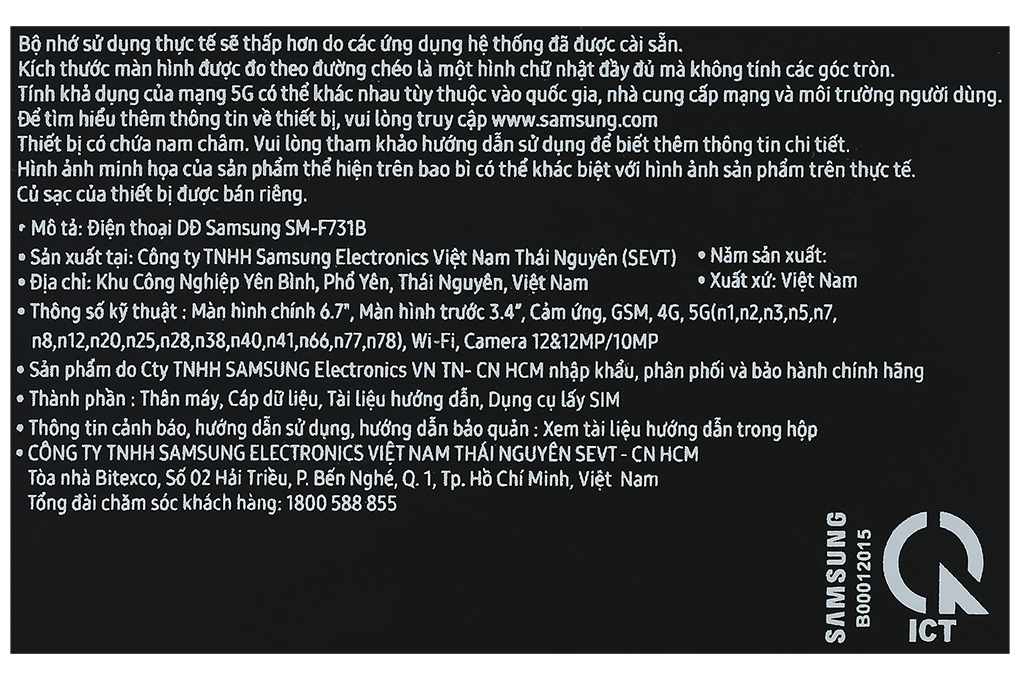 Bộ nhớ sử dụng thực tế sẽ thấp hơn do các ứng dụng hệ thống đã được cài sẵn.
Kích thước màn hình được đo theo đường chéo là một hình chữ nhật đầy đủ mà không tính các góc tròn.
Tính khả dụng của mạng 5G có thể khác nhau tùy thuộc vào quốc gia, nhà cung cấp mạng và môi trường người dùng.
Để tìm hiểu thêm thông tin về thiết bị, vui lòng truy cập www.samsung.com
Thiết bị có chứa nam châm. Vui lòng tham khảo hướng dẫn sử dụng để biết thêm thông tin chi tiết.
Hình ảnh minh họa của sản phẩm thể hiện trên bao bì có thể khác biệt với hình ảnh sản phẩm trên thực tế.
Củ sạc của thiết bị được bán riêng.
• Mô tả: Điện thoại DĐ Samsung SM-F731B
• Sản xuất tại: Công ty TNHH Samsung Electronics Việt Nam Thái Nguyên (SEVT) • Năm sản xuất:
• Địa chỉ: Khu Công Nghiệp Yên Bình, Phổ Yên, Thái Nguyên, Việt Nam • Xuất xứ: Việt Nam
• Thông số kỹ thuật : Màn hình chính 6.7", Màn hình trước 3.4", Cảm ứng, GSM, 4G, 5G(n1,n2,n3,n5,n7,
n8,n12,n20,n25,n28,n38,n40,n41,n66,n77,n78), Wi-Fi, Camera 12&12MP/10MP
• Sản phẩm do Cty TNHH SAMSUNG Electronics VN TN- CN HCM nhập khẩu, phân phối và bảo hành chính hãng
• Thành phần : Thân máy, Cáp dữ liệu, Tài liệu hướng dẫn, Dụng cụ lấy SIM
• Thông tin cảnh báo, hướng dẫn sử dụng, hướng dẫn bảo quản : Xem tài liệu hướng dẫn trong hộp
• CÔNG TY TNHH SAMSUNG ELECTRONICS VIỆT NAM THÁI NGUYÊN SEVT - CN HCM
Tòa nhà Bitexco, Số 02 Hải Triều, P. Bến Nghé, Q. 1, Tp. Hồ Chí Minh, Việt Nam
Tổng đài chăm sóc khách hàng: 1800 588 855
SAMSUNG
B00012015
ICT